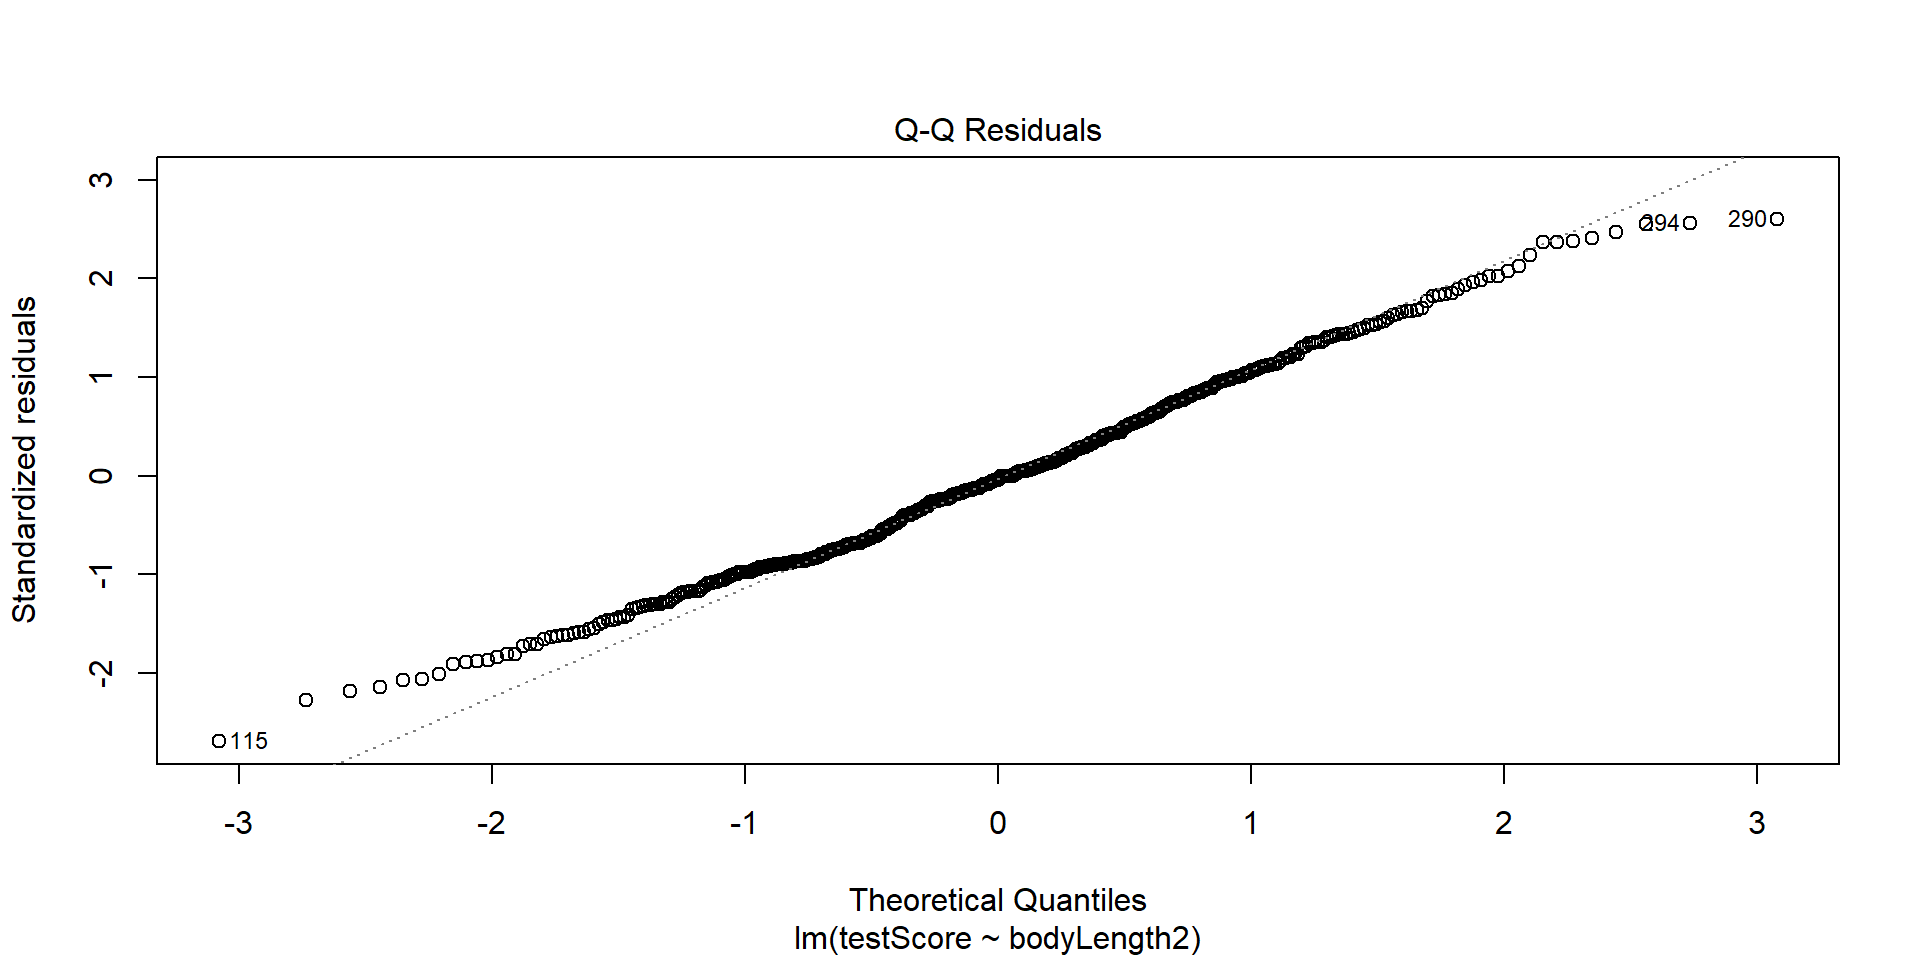 Q-Q Residuals
Standardized residuals
3
2
1
0
-1
-2
294
290
115
-3 -2 -1 0 1 2 3
Theoretical Quantiles
lm(testScore ~ bodyLength2)